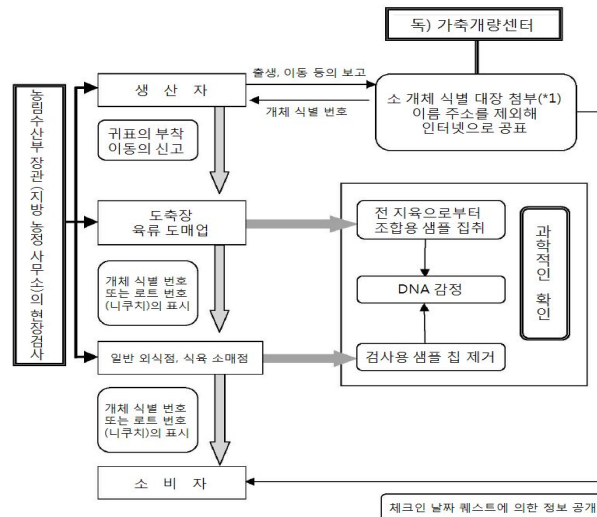 독) 가축개량센터
생 산 자
출생, 이동 등의 보고
개체 식별 번호
소 개체 식별 대장 첨부(*1)
이름 주소를 제외해
인터넷으로 공표
농림수산부 장관 (지방 농정 사무소)의 현장검사
귀표의 부착
이동의 신고
도축장
육류 도매업
전 지육으로부터
조합용 샘플 집취
과학적인 확인
DNA 감정
개체 식별 번호
또는 로트 번호
(니쿠치)의 표시
일반 외식점, 식육 소매점
검사용 샘플 칩 제거
개체 식별 번호
또는 로트 번호
(니쿠치)의 표시
소 비 자
체크인 날짜 퀘스트에 의한 정보 공개